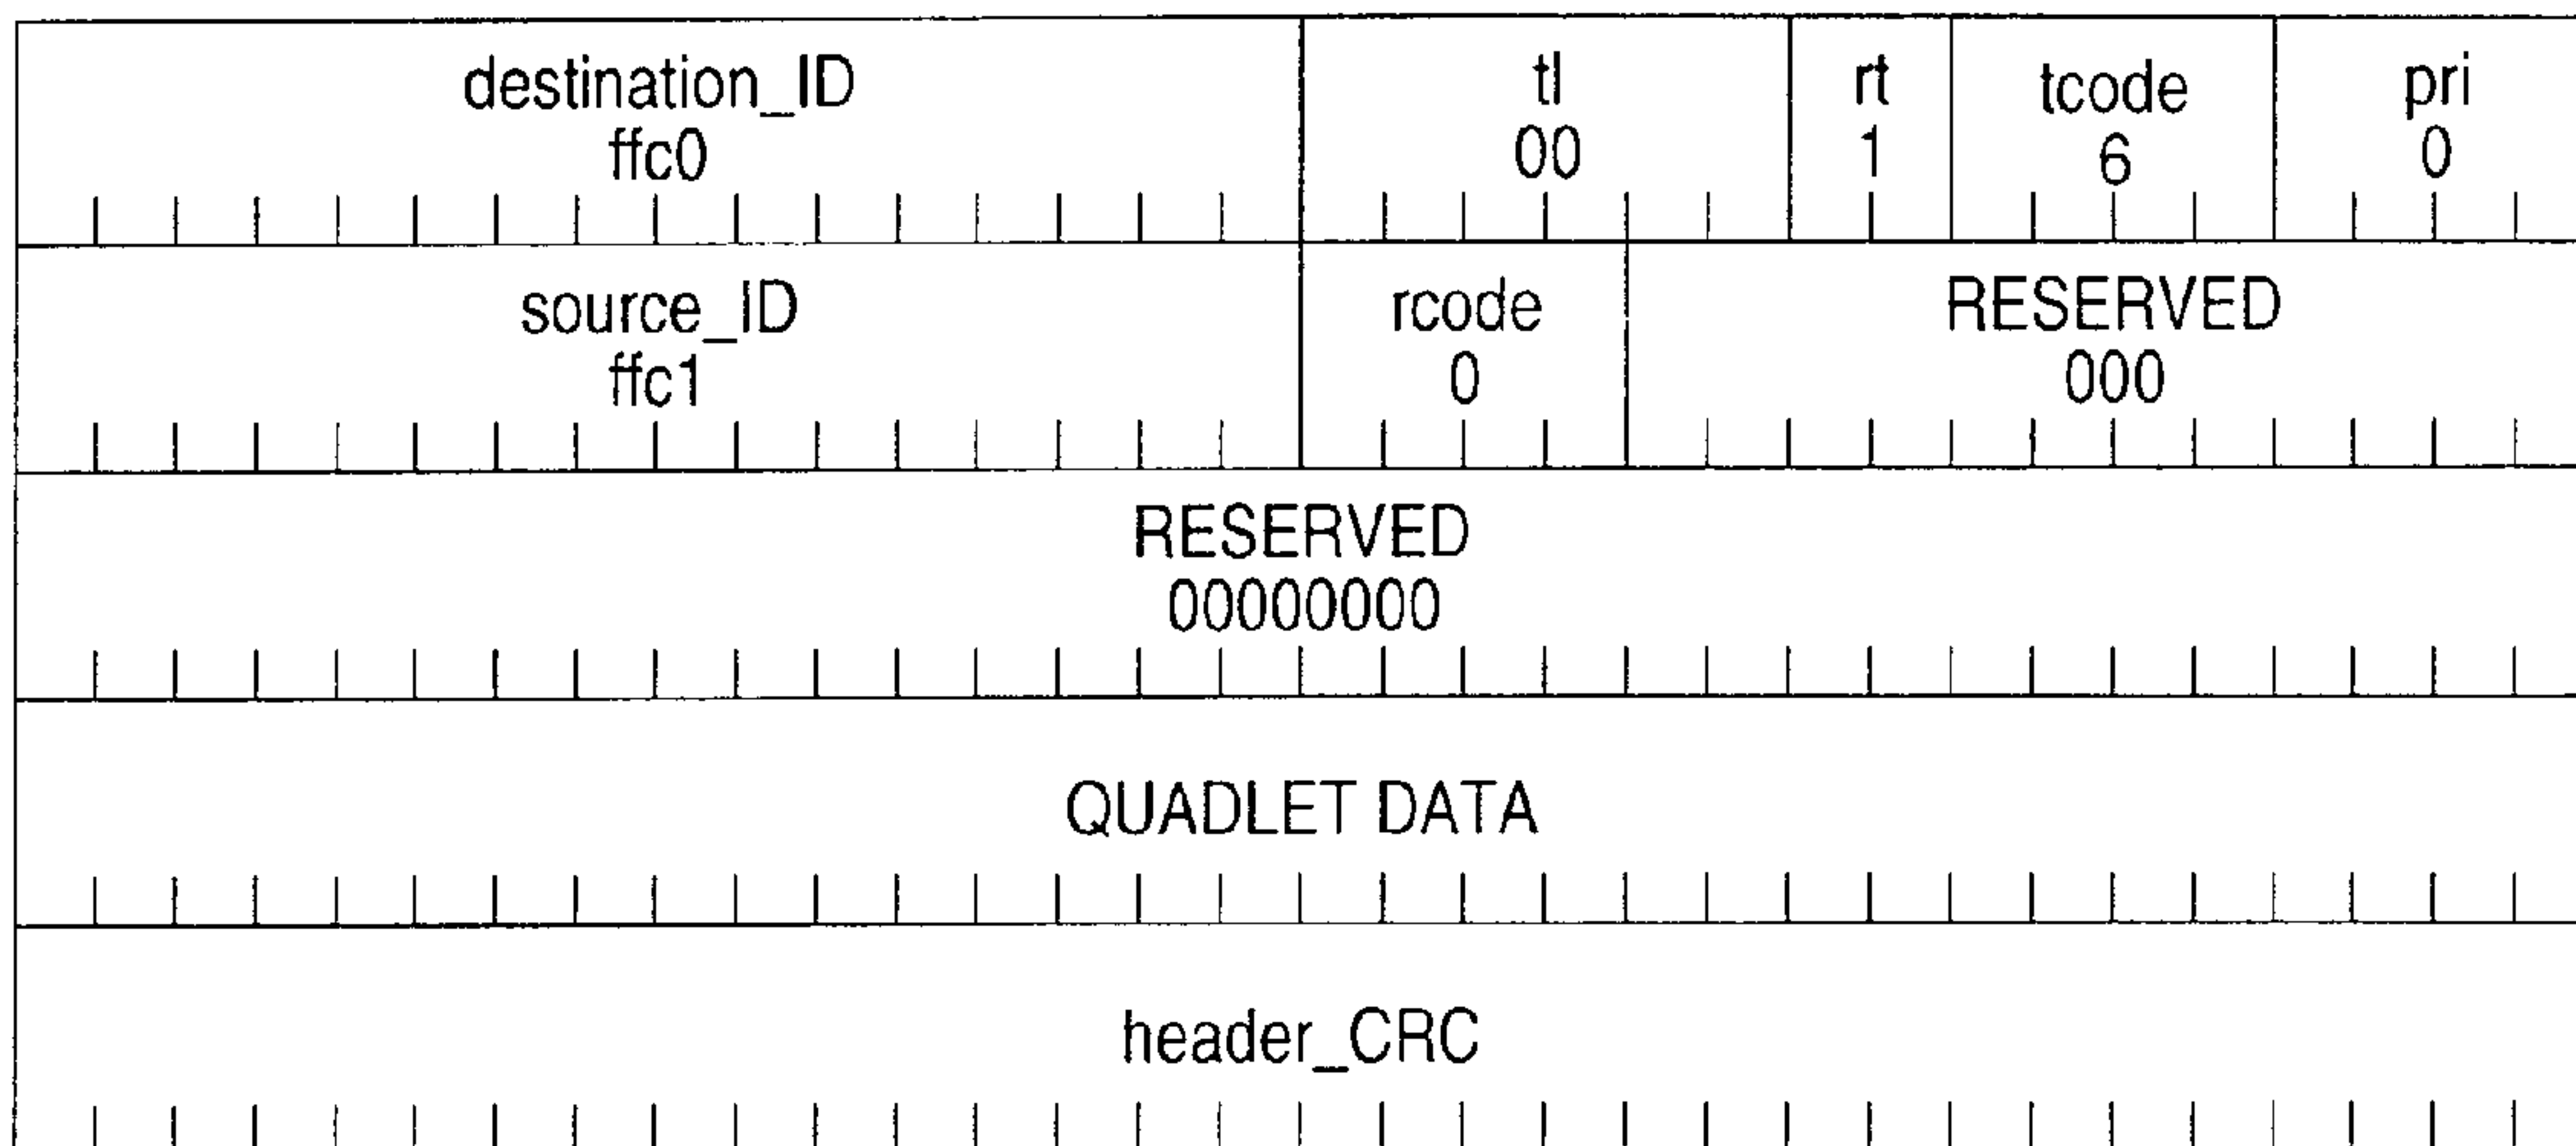 destination_ID
ffc0
tl
00
rt
1
tcode
6
pri
0
source_ID
ffc1
rcode
0
RESERVED
000
RESERVED
00000000
QUADLET DATA
header_CRC